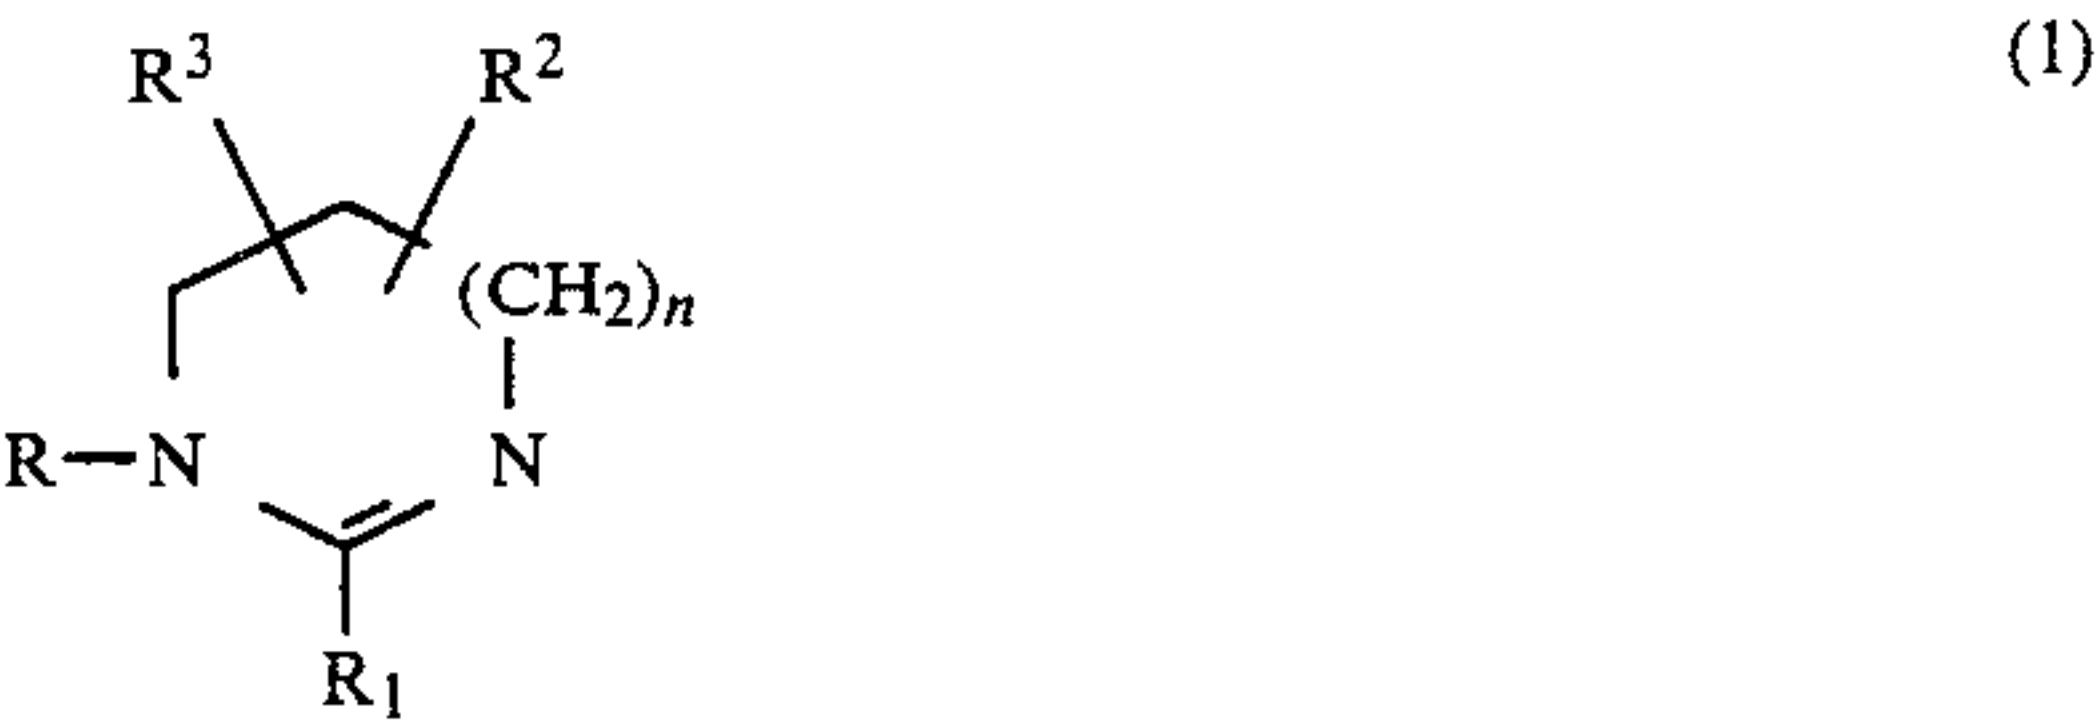 R³ R² (1)
(CH₂)ₙ
R—N N
R₁